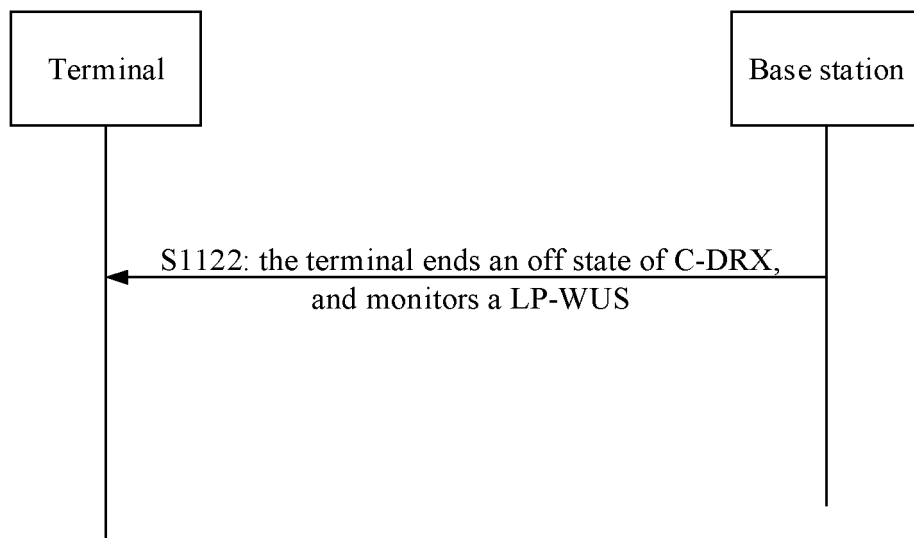 Terminal
Base station
S1122: the terminal ends an off state of C-DRX,
and monitors a LP-WUS